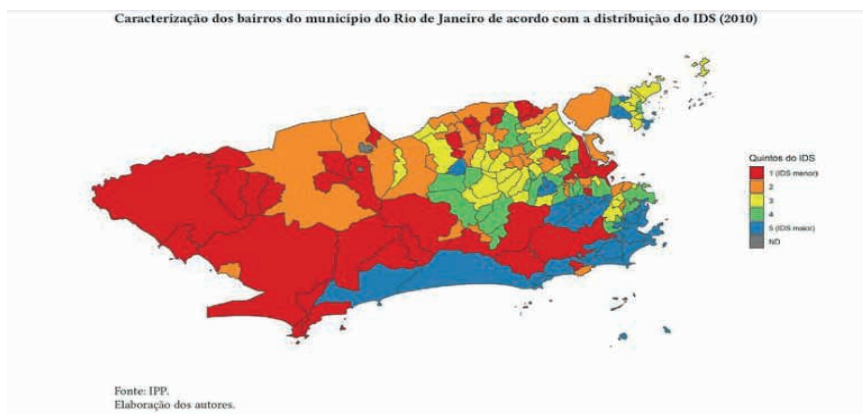 Caracterização dos bairros do município do Rio de Janeiro de acordo com a distribuição do IDS (2010)
Quintos do IDS
1 (IDS menor)
2
3
4
5 (IDS maior)
ND
Fonte: IPP.
Elaboração dos autores.